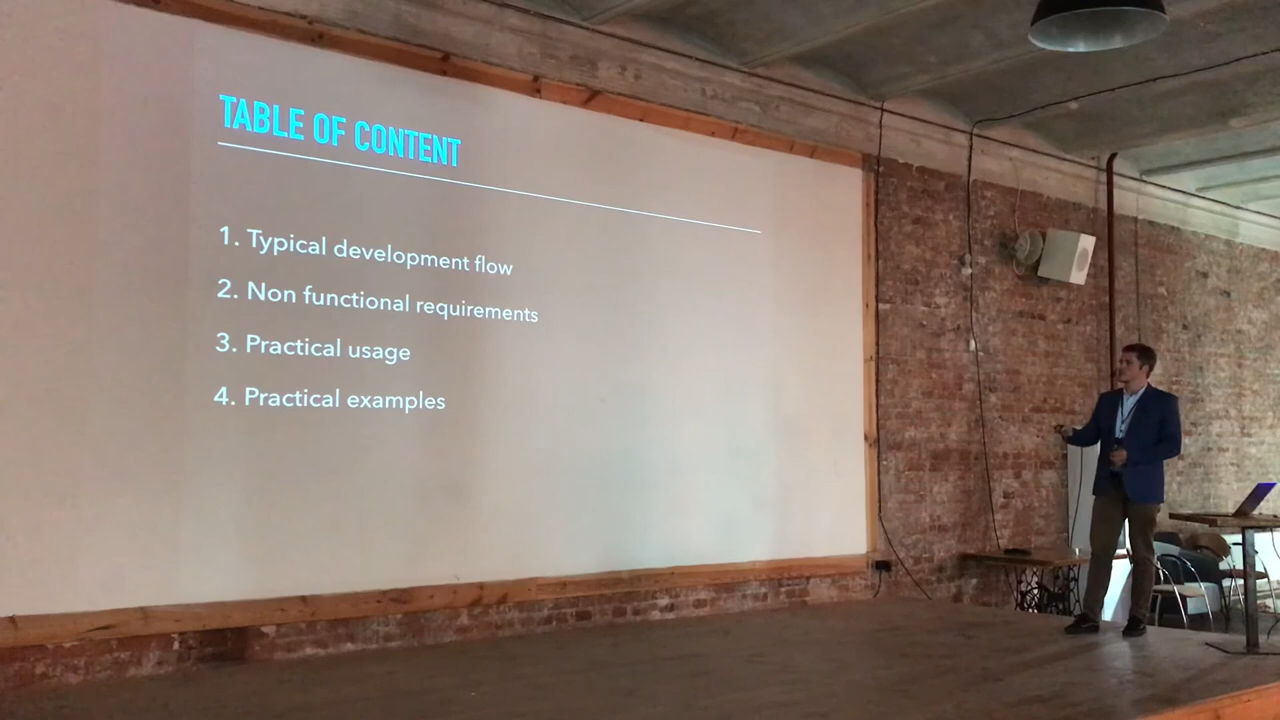 TABLE OF CONTENT
1. Typical development flow
2. Non functional requirements
3. Practical usage
4. Practical examples